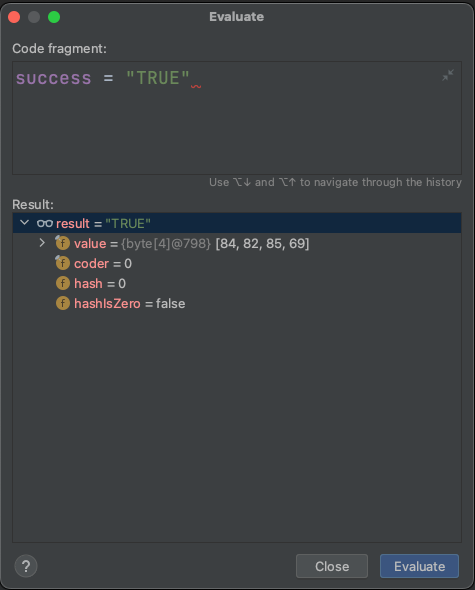 Evaluate
Code fragment:
success = "TRUE"
Use ⌥↓ and ⌥↑ to navigate through the history
Result:
result = "TRUE"
f value = {byte[4]@798} [84, 82, 85, 69]
f coder = 0
f hash = 0
f hashIsZero = false
? Close Evaluate